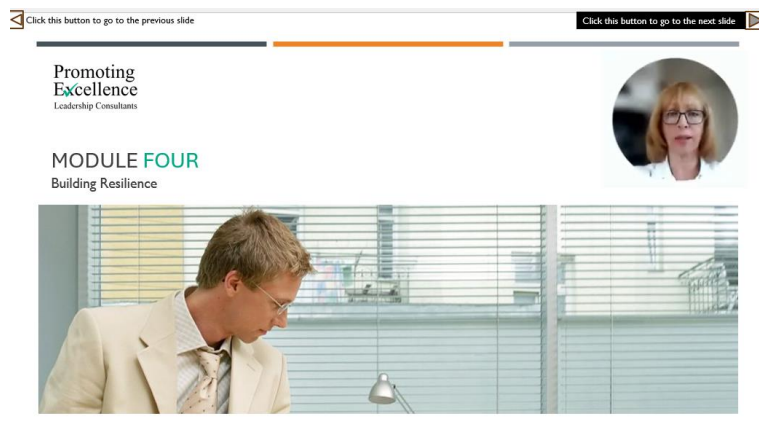 Click this button to go to the previous slide
Click this button to go to the next slide
Promoting
Excellence
Leadership Consultants
MODULE FOUR
Building Resilience